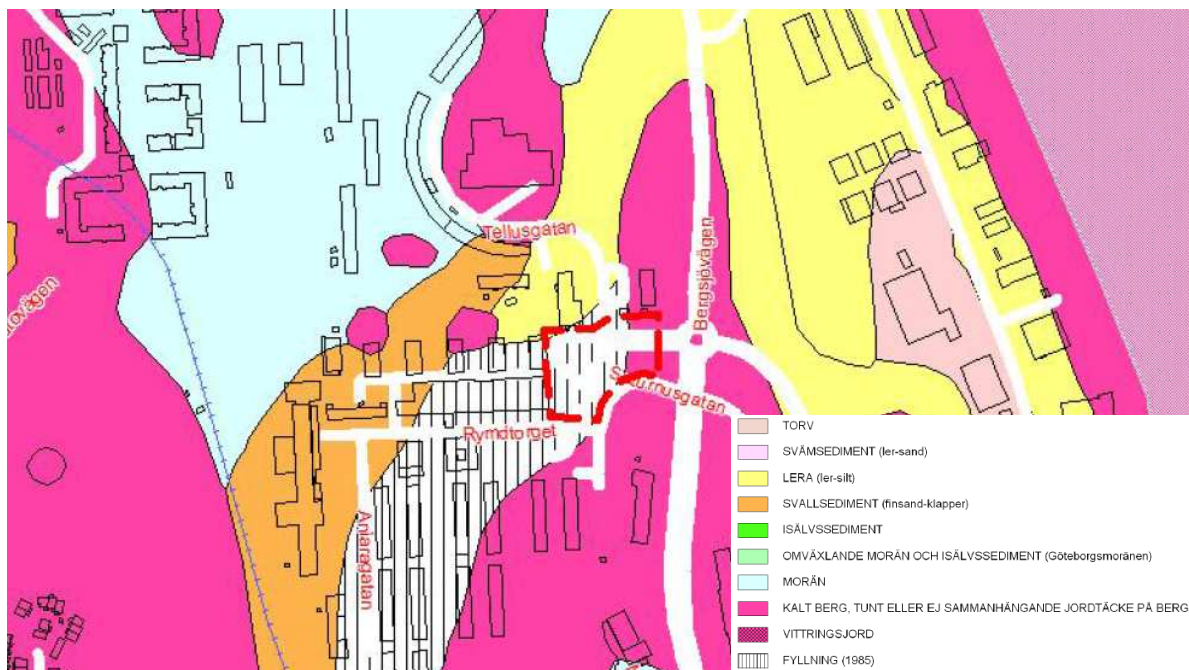 Tellusgatan
Bergsjövägen
Rymdtorget
Aniaragatan
TORV
SVÄMSEDIMENT (ler-sand)
LERA (ler-silt)
SVALLSEDIMENT (finsand-klapper)
ISÄLVSSEDIMENT
OMVÄXLANDE MORÄN OCH ISÄLVSSEDIMENT (Göteborgsmoränen)
MORÄN
KALT BERG, TUNT ELLER EJ SAMMANHÄNGANDE JORDTÄCKE PÅ BERG
VITTRINGSJORD
FYLLNING (1985)